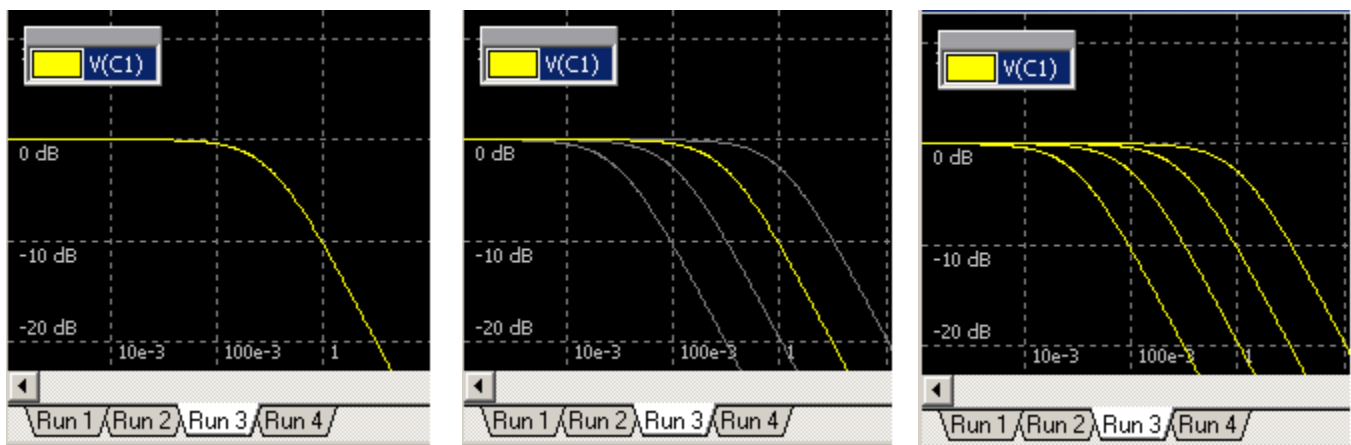 V(C1)
0 dB
-10 dB
-20 dB
10e-3 100e-3 1
Run 1 Run 2 Run 3 Run 4
V(C1)
0 dB
-10 dB
-20 dB
10e-3 100e-3 1
Run 1 Run 2 Run 3 Run 4
V(C1)
0 dB
-10 dB
-20 dB
10e-3 100e-3 1
Run 1 Run 2 Run 3 Run 4